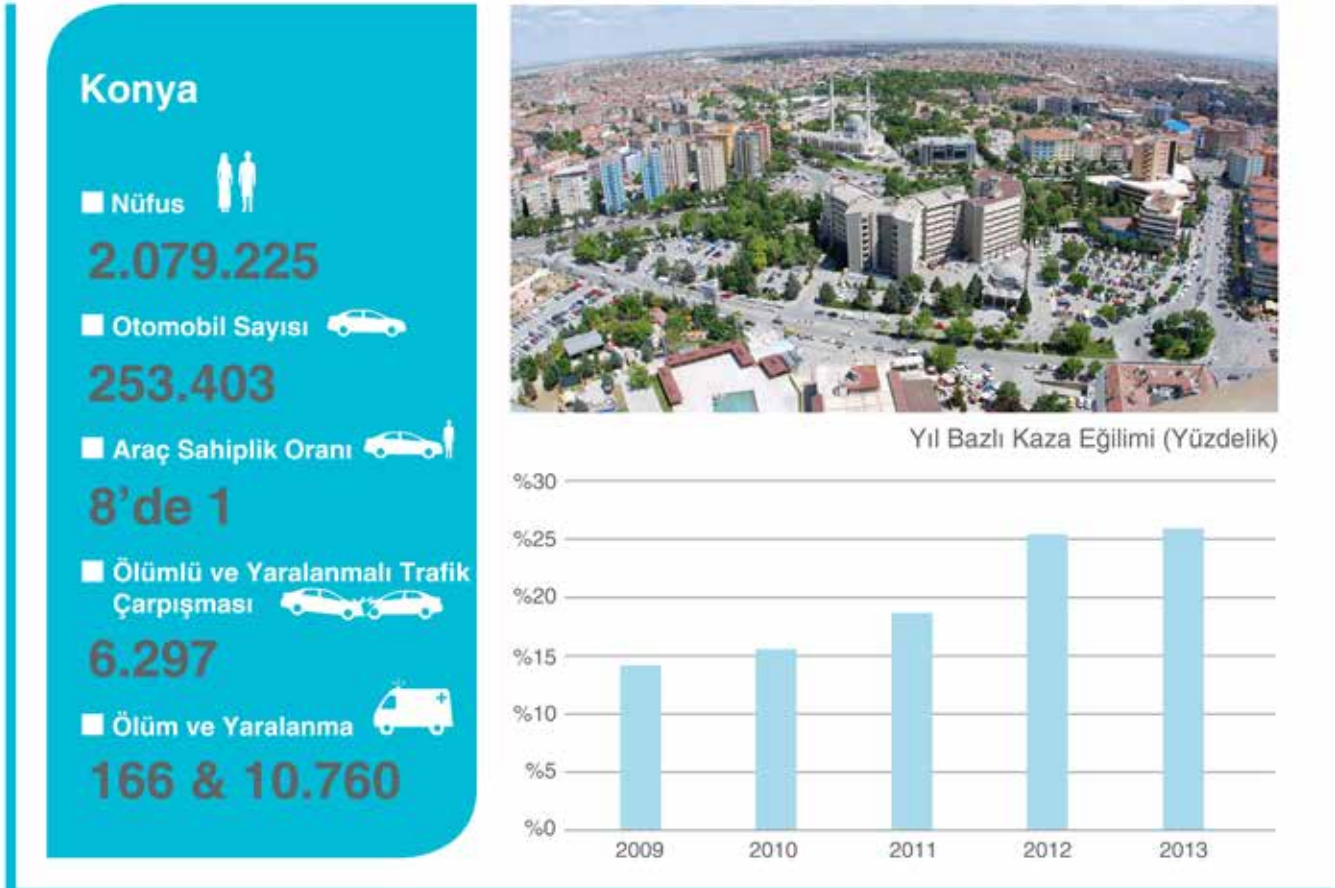 Konya
Nüfus
2.079.225
Otomobil Sayısı
253.403
Araç Sahiplik Oranı
8'de 1
Ölümlü ve Yaralanmalı Trafik
Çarpışması
6.297
Ölüm ve Yaralanma
166 & 10.760
Yıl Bazlı Kaza Eğilimi (Yüzdelik)
%30
%25
%20
%15
%10
%5
%0
2009 2010 2011 2012 2013